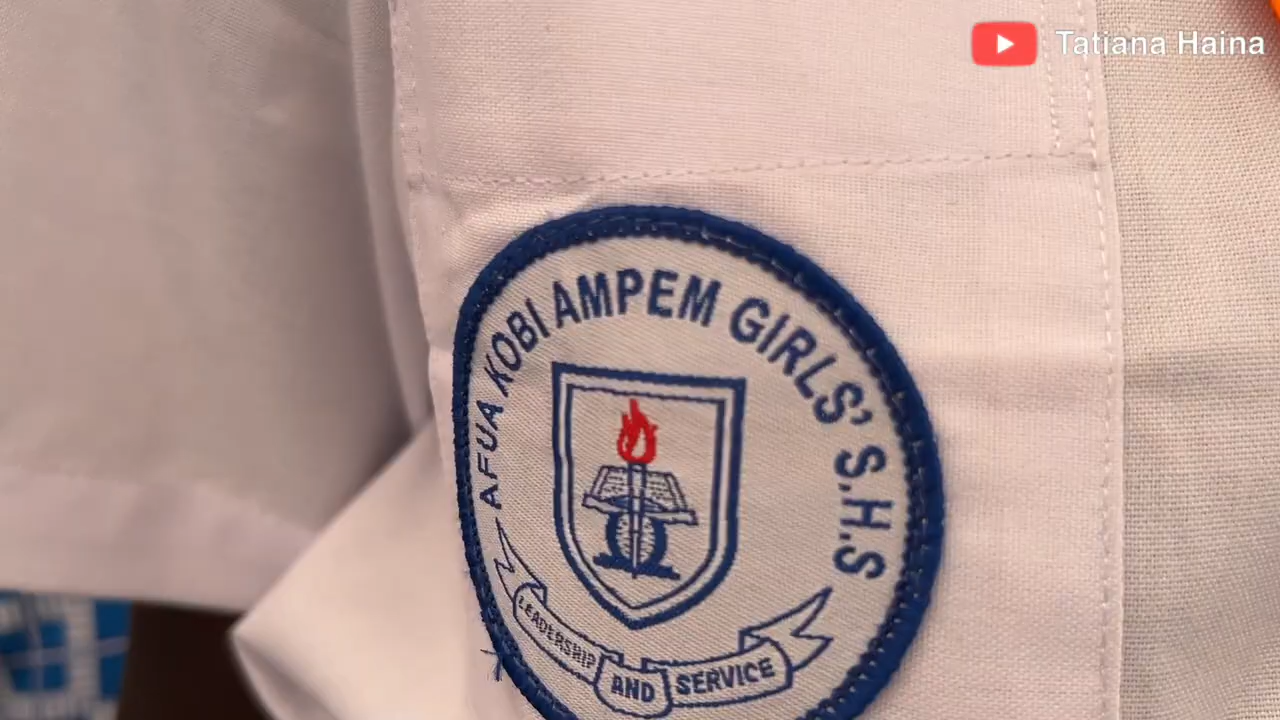 Tatiana Haina
AFUA KOBI AMPEM GIRLS' S.H.S
LEADERSHIP
AND
SERVICE